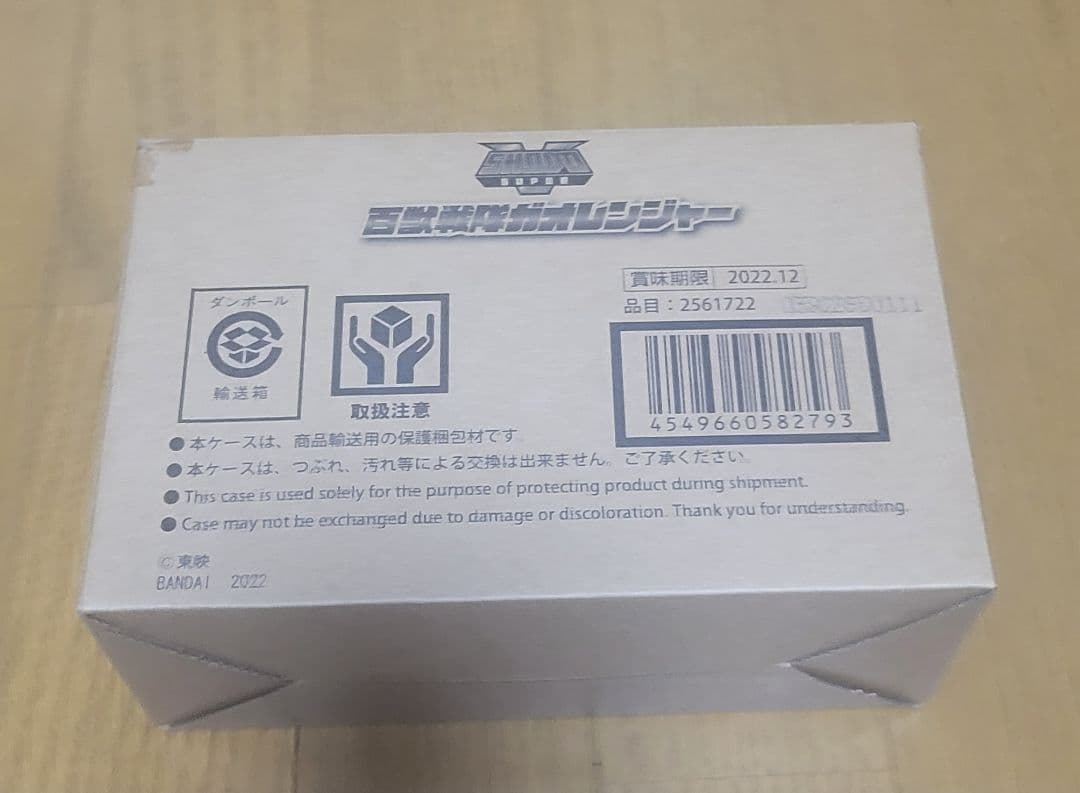 SHODO
SUPER
百獣戦隊ガオレンジャー
賞味期限 2022.12
品目：2561722
4549660582793
ダンボール
輸送箱
取扱注意
●本ケースは、商品輸送用の保護梱包材です
●本ケースは、つぶれ、汚れ等による交換は出来ません。ご了承ください。
●This case is used solely for the purpose of protecting product during shipment.
●Case may not be exchanged due to damage or discoloration. Thank you for understanding.
©東映
BANDAI 2022